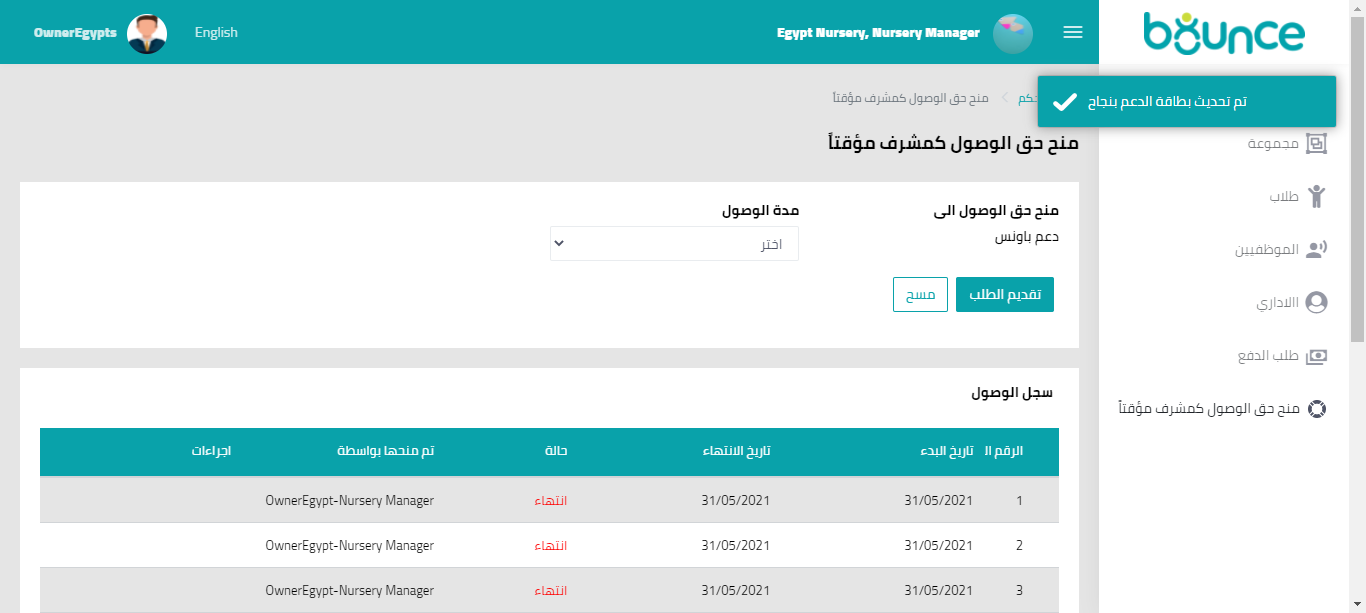 bounce
Egypt Nursery, Nursery Manager
English
OwnerEgypts
تم تحديث بطاقة الدعم بنجاح
منح حق الوصول كمشرف مؤقتاً
منح حق الوصول كمشرف مؤقتاً
مجموعة
طلاب
الموظفيين
االاداري
طلب الدفع
منح حق الوصول كمشرف مؤقتاً
منح حق الوصول الى
دعم باونس
مدة الوصول
اختر
تقديم الطلب
مسح
سجل الوصول
الرقم ال تاريخ البدء تاريخ الانتهاء حالة تم منحها بواسطة اجراءات
1 31/05/2021 31/05/2021 انتهاء OwnerEgypt-Nursery Manager
2 31/05/2021 31/05/2021 انتهاء OwnerEgypt-Nursery Manager
3 31/05/2021 31/05/2021 انتهاء OwnerEgypt-Nursery Manager